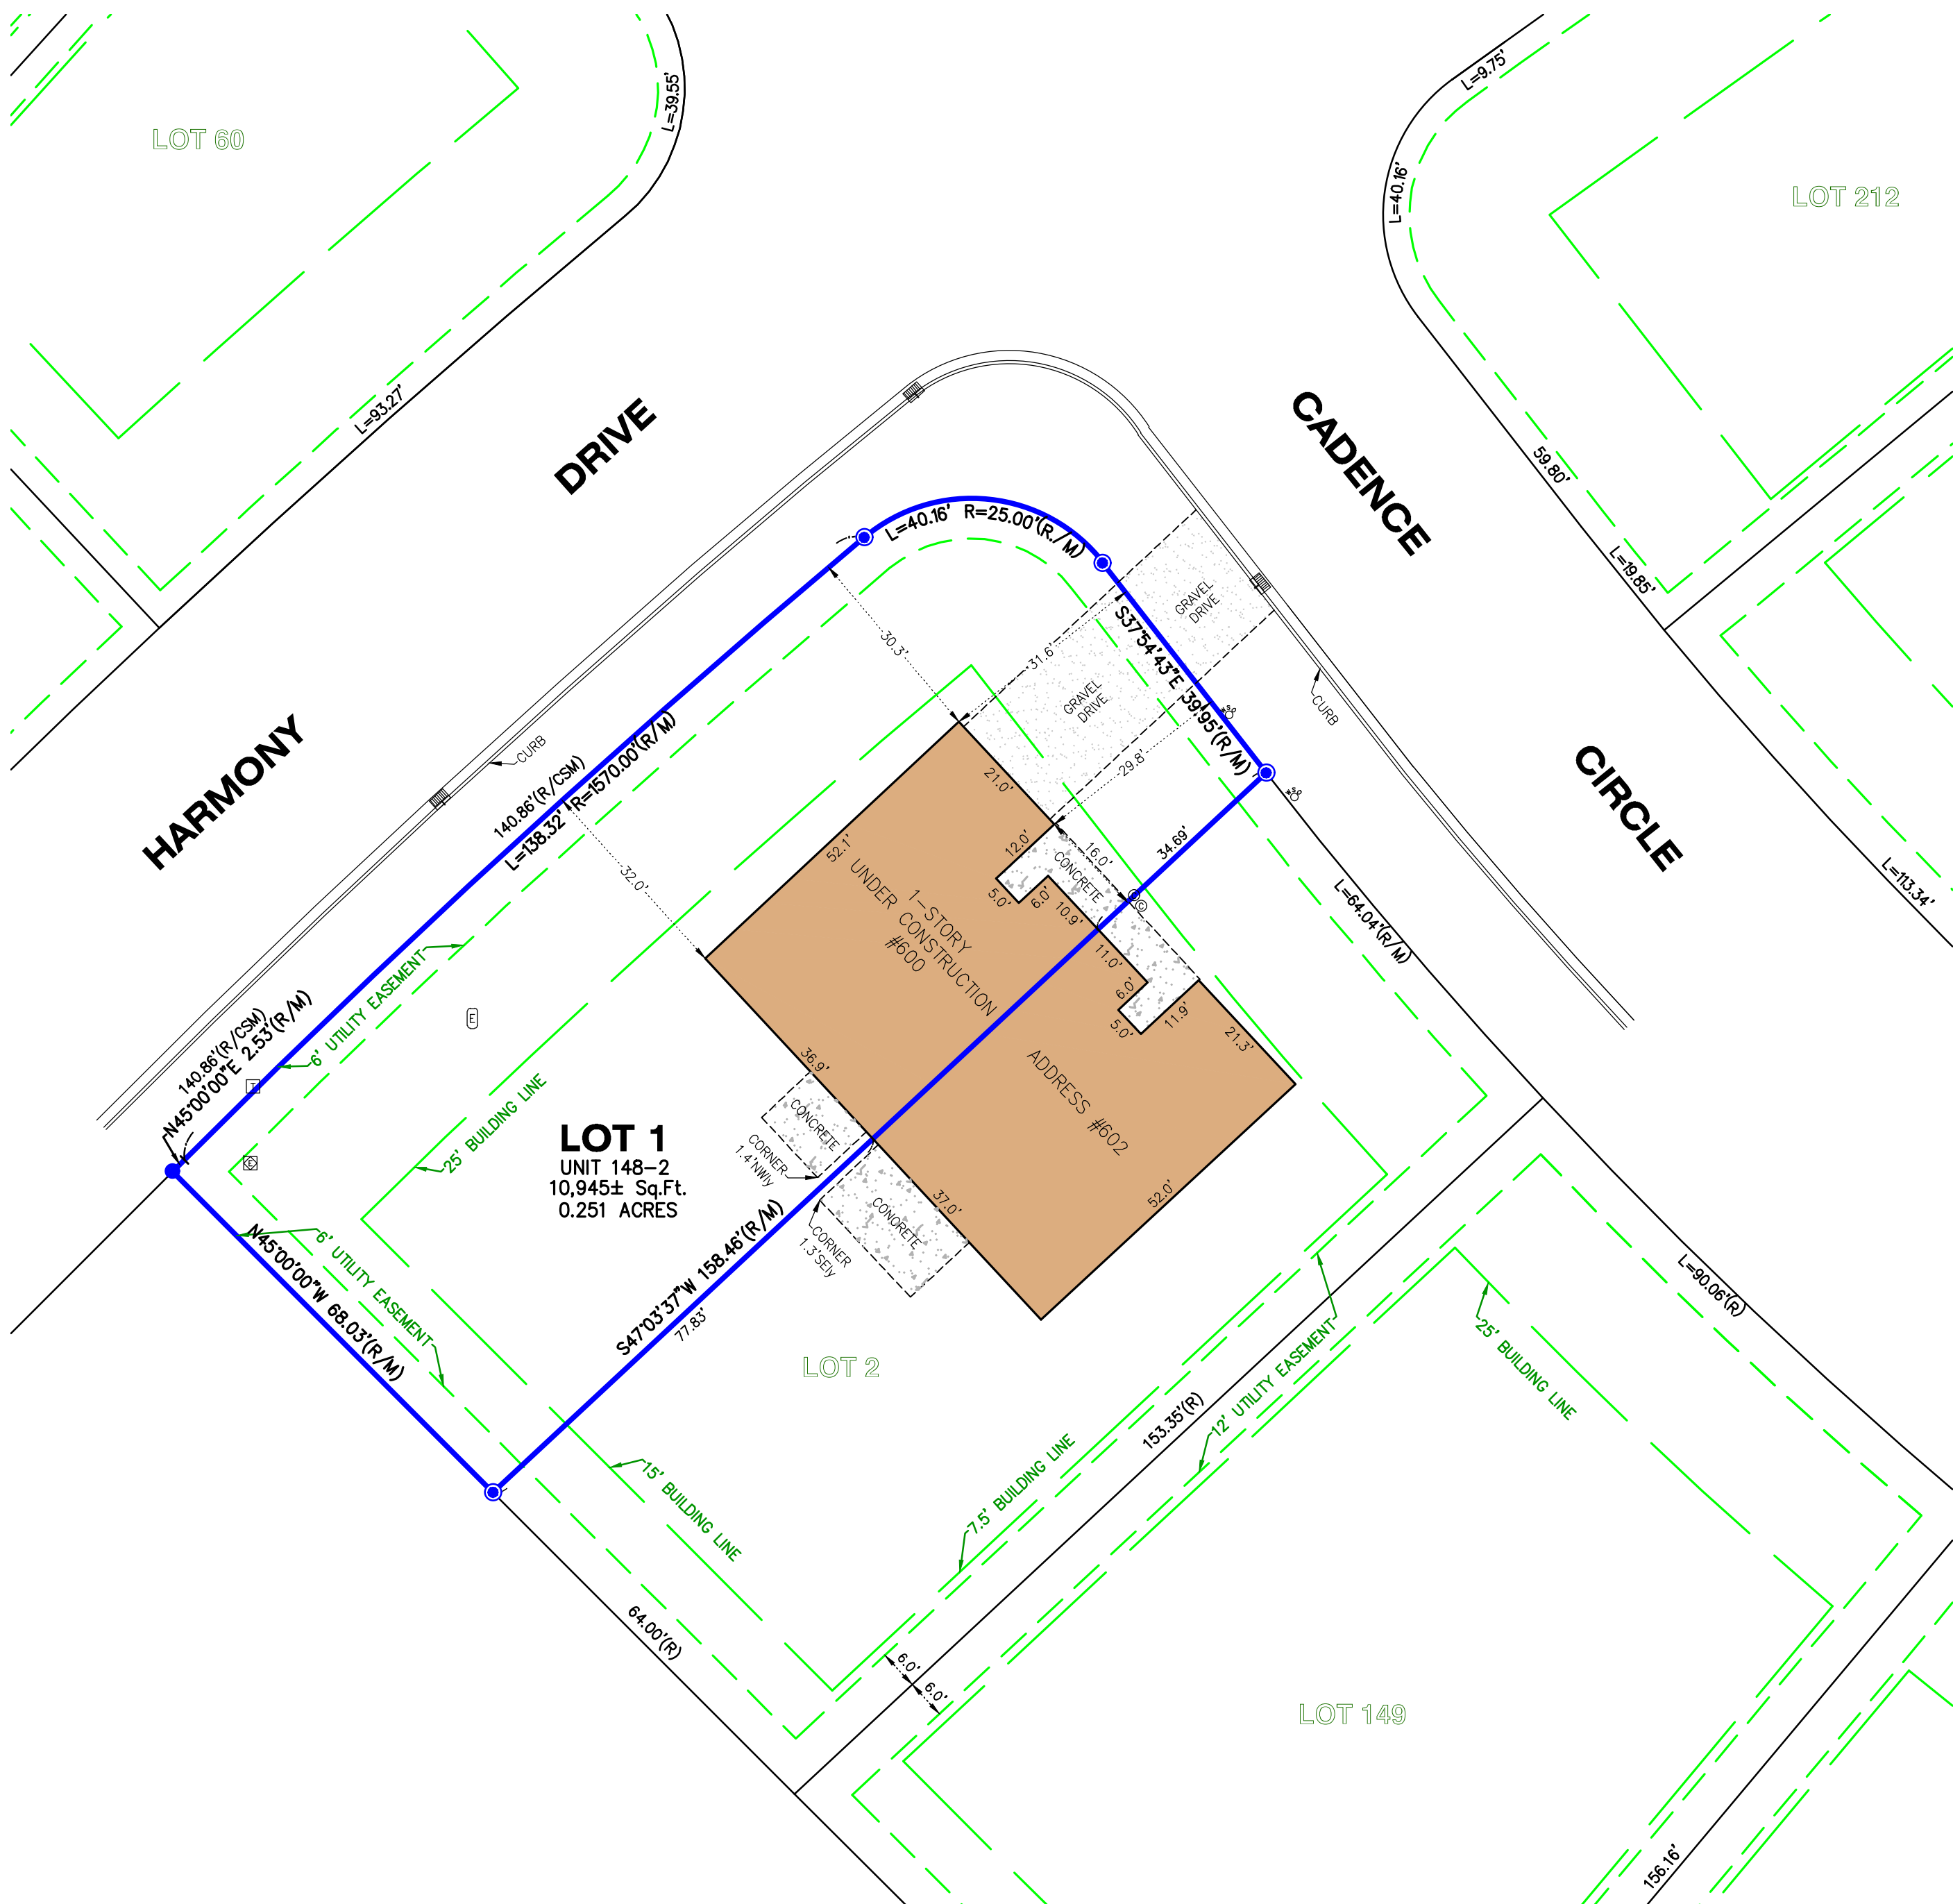 LOT 60
L=39.55'
L=9.75'
L=40.16'
LOT 212
L=93.27'
DRIVE
HARMONY
CADENCE
CIRCLE
59.80'
L=19.85'
L=113.34'
L=40.16' R=25.00'(R./M)
GRAVEL
DRIVE
GRAVEL
DRIVE
S37°54'43"E 39.95'(R/M)
CURB
CURB
30.3'
31.6'
29.8'
140.86'(R/CSM)
L=138.32' R=1570.00'(R/M)
32.0'
21.0'
52.1'
12.0'
16.0'
CONCRETE
34.69'
5.0'
6.0'
10.9'
11.0'
6.0'
5.0'
11.9'
21.3'
L=64.04'(R/M)
1-STORY
UNDER CONSTRUCTION
#600
ADDRESS #602
52.0'
36.9'
37.0'
CONCRETE
CONCRETE
CORNER
1.4'NWly
CORNER
1.3'SEly
6' UTILITY EASEMENT
E
T
E
C
140.86'(R/CSM)
N45°00'00"E 2.53'(R/M)
25' BUILDING LINE
LOT 1
UNIT 148-2
10,945± Sq.Ft.
0.251 ACRES
6' UTILITY EASEMENT
N45°00'00"W 68.03'(R/M)
S47°03'37"W 158.46'(R/M)
77.83'
LOT 2
15' BUILDING LINE
7.5' BUILDING LINE
153.35'(R)
12' UTILITY EASEMENT
25' BUILDING LINE
L=90.06'(R)
64.00'(R)
6.0'
6.0'
LOT 149
156.16'